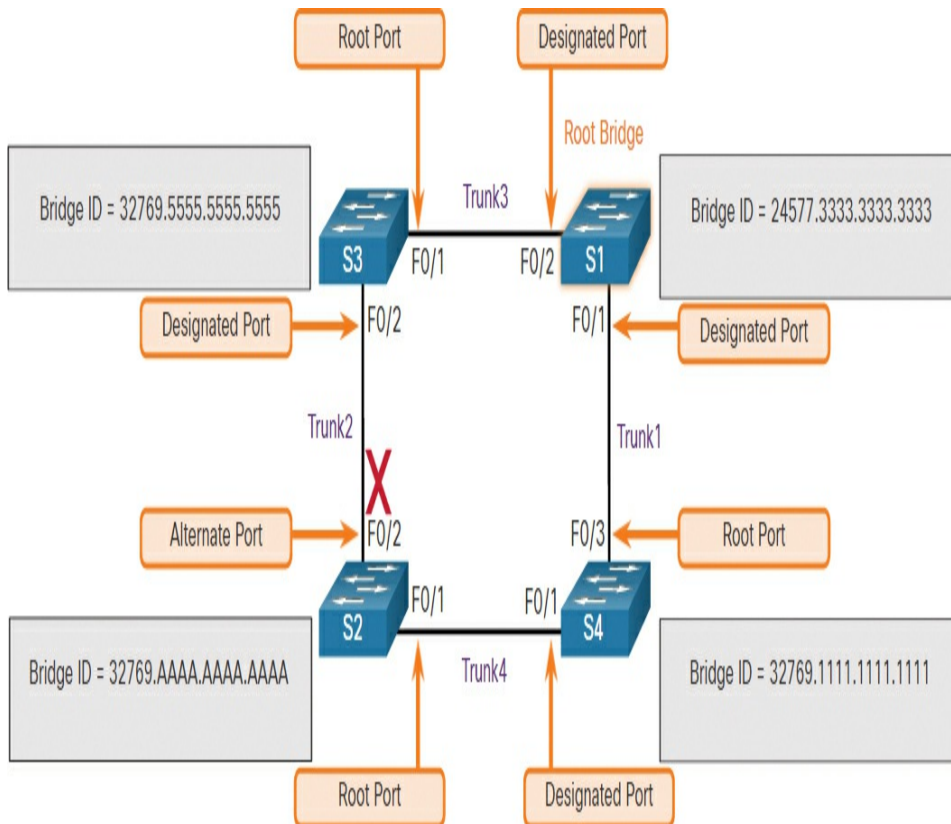 Root Port
Designated Port
Root Bridge
Bridge ID = 32769.5555.5555.5555
Trunk3
Bridge ID = 24577.3333.3333.3333
S3
F0/1
F0/2
S1
Designated Port
F0/2
F0/1
Designated Port
Trunk2
Trunk1
X
Alternate Port
F0/2
F0/3
Root Port
S2
F0/1
F0/1
S4
Bridge ID = 32769.AAAA.AAAA.AAAA
Trunk4
Bridge ID = 32769.1111.1111.1111
Root Port
Designated Port